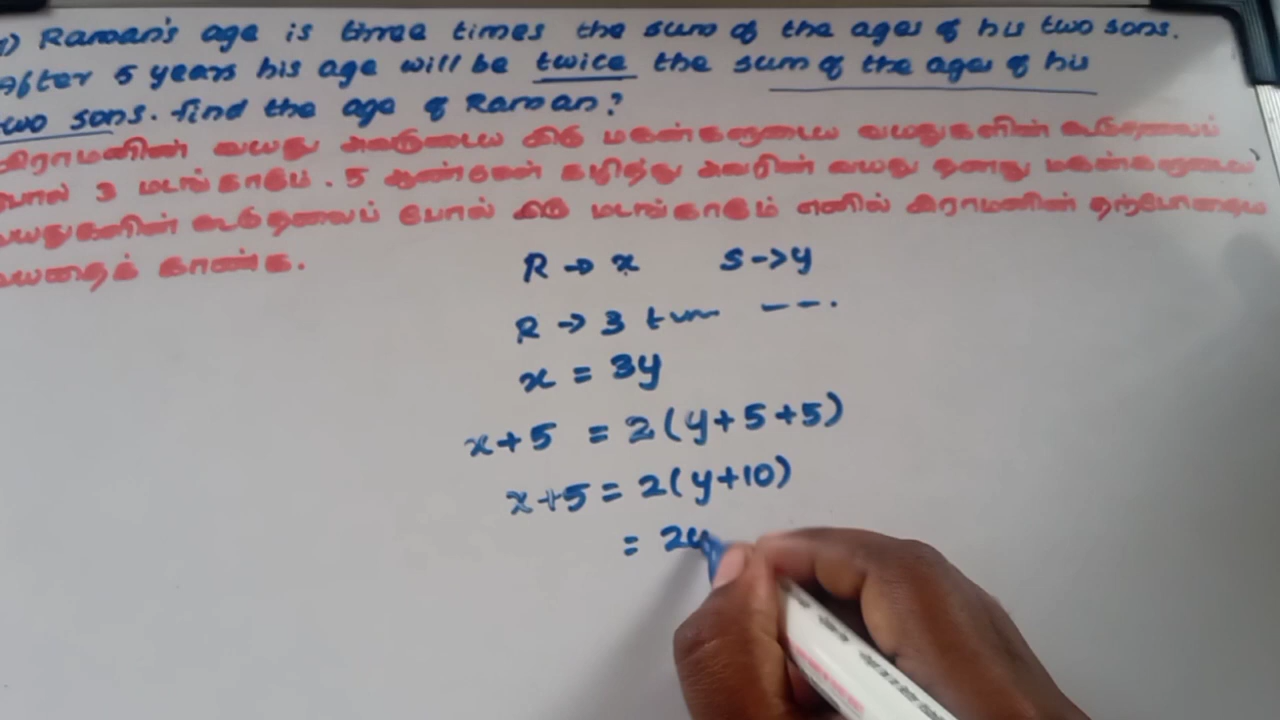 1) Raman's age is three times the sum of the ages of his two sons.
After 5 years his age will be twice the sum of the ages of his
two sons. find the age of Raman?
இராமனின் வயது அவருடைய இரு மகன்களுடைய வயதுகளின் கூடுதலைப்
போல் 3 மடங்காகும். 5 ஆண்டுகள் கழித்து அவரின் வயது தனது மகன்களுடைய
வயதுகளின் கூடுதலைப் போல் இரு மடங்காகும் எனில் இராமனின் தற்போதைய
வயதைக் காண்க.
R → x S → y
R → 3 ---.
x = 3y
x+5 = 2(y+5+5)
x+5 = 2(y+10)
= 2y